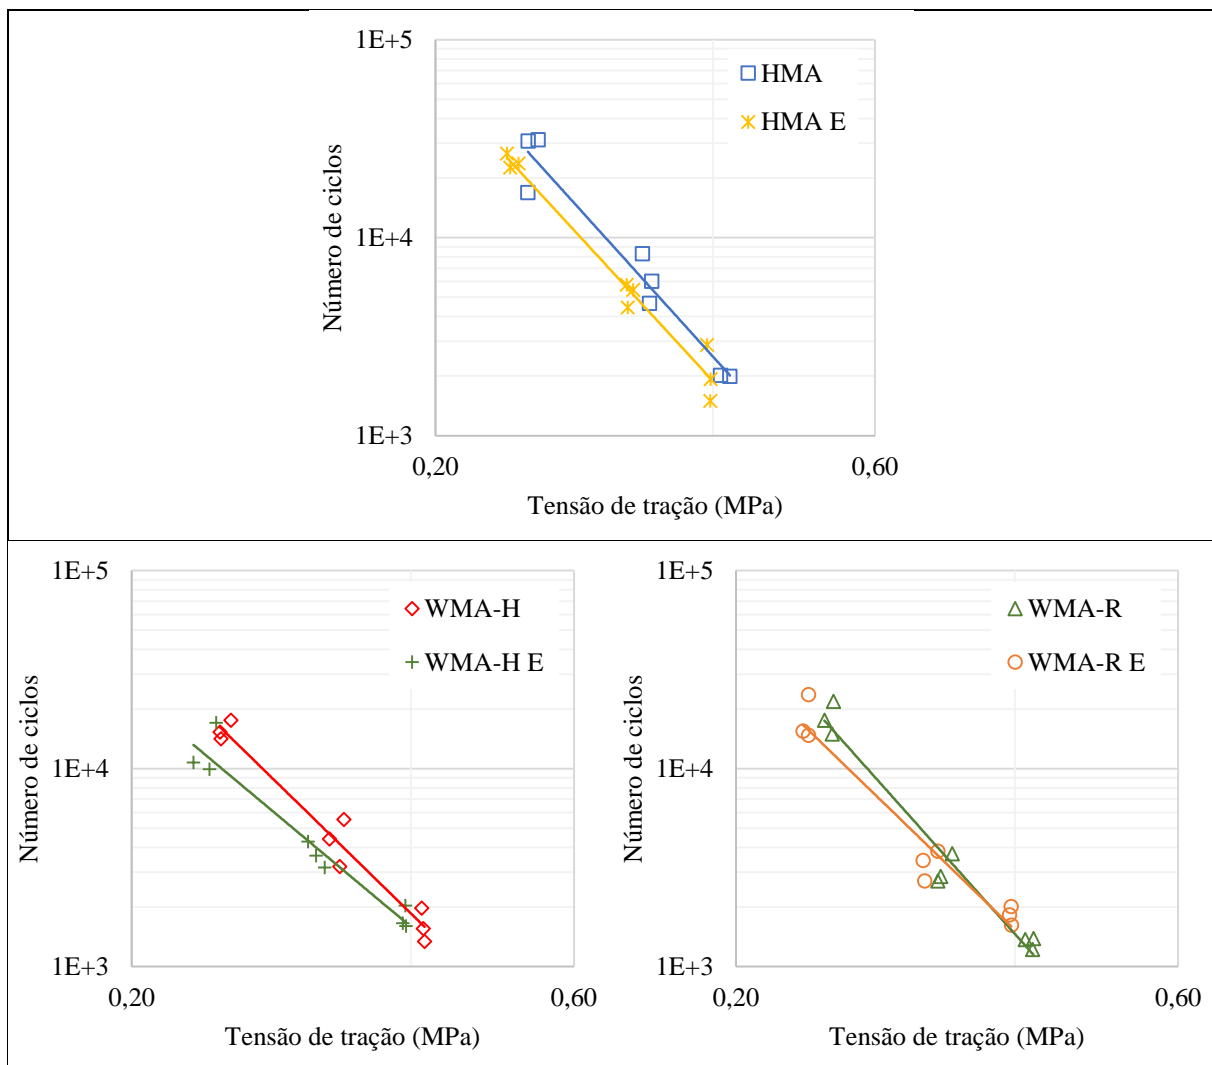 1E+5
HMA
HMA E
1E+4
1E+3
Número de ciclos
0,20
0,60
Tensão de tração (MPa)
1E+5
WMA-H
WMA-H E
1E+4
1E+3
Número de ciclos
0,20
0,60
Tensão de tração (MPa)
1E+5
WMA-R
WMA-R E
1E+4
1E+3
Número de ciclos
0,20
0,60
Tensão de tração (MPa)